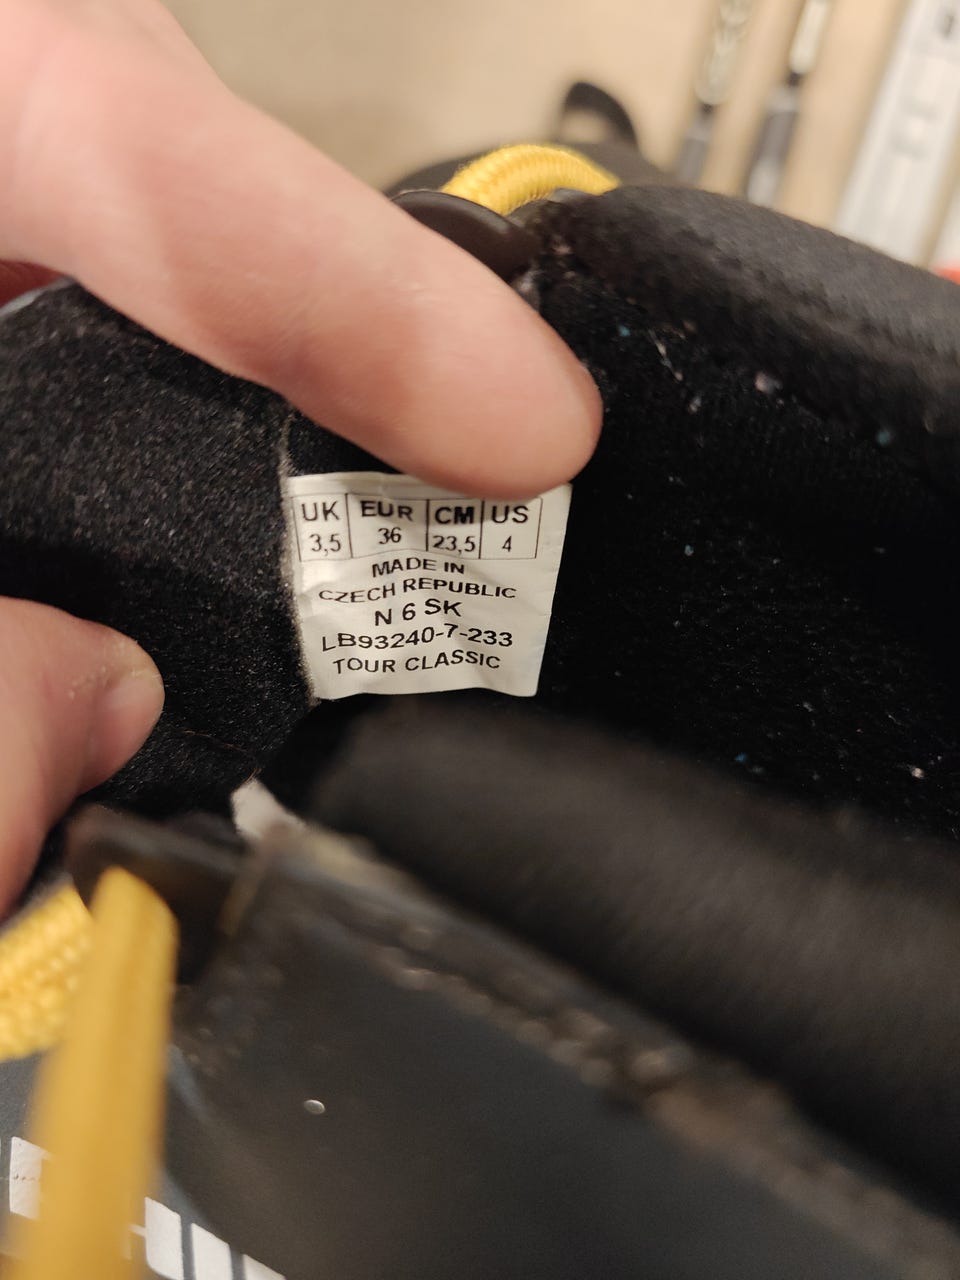 UK EUR CM US
3,5 36 23,5 4
MADE IN
CZECH REPUBLIC
N 6 SK
LB93240-7-233
TOUR CLASSIC